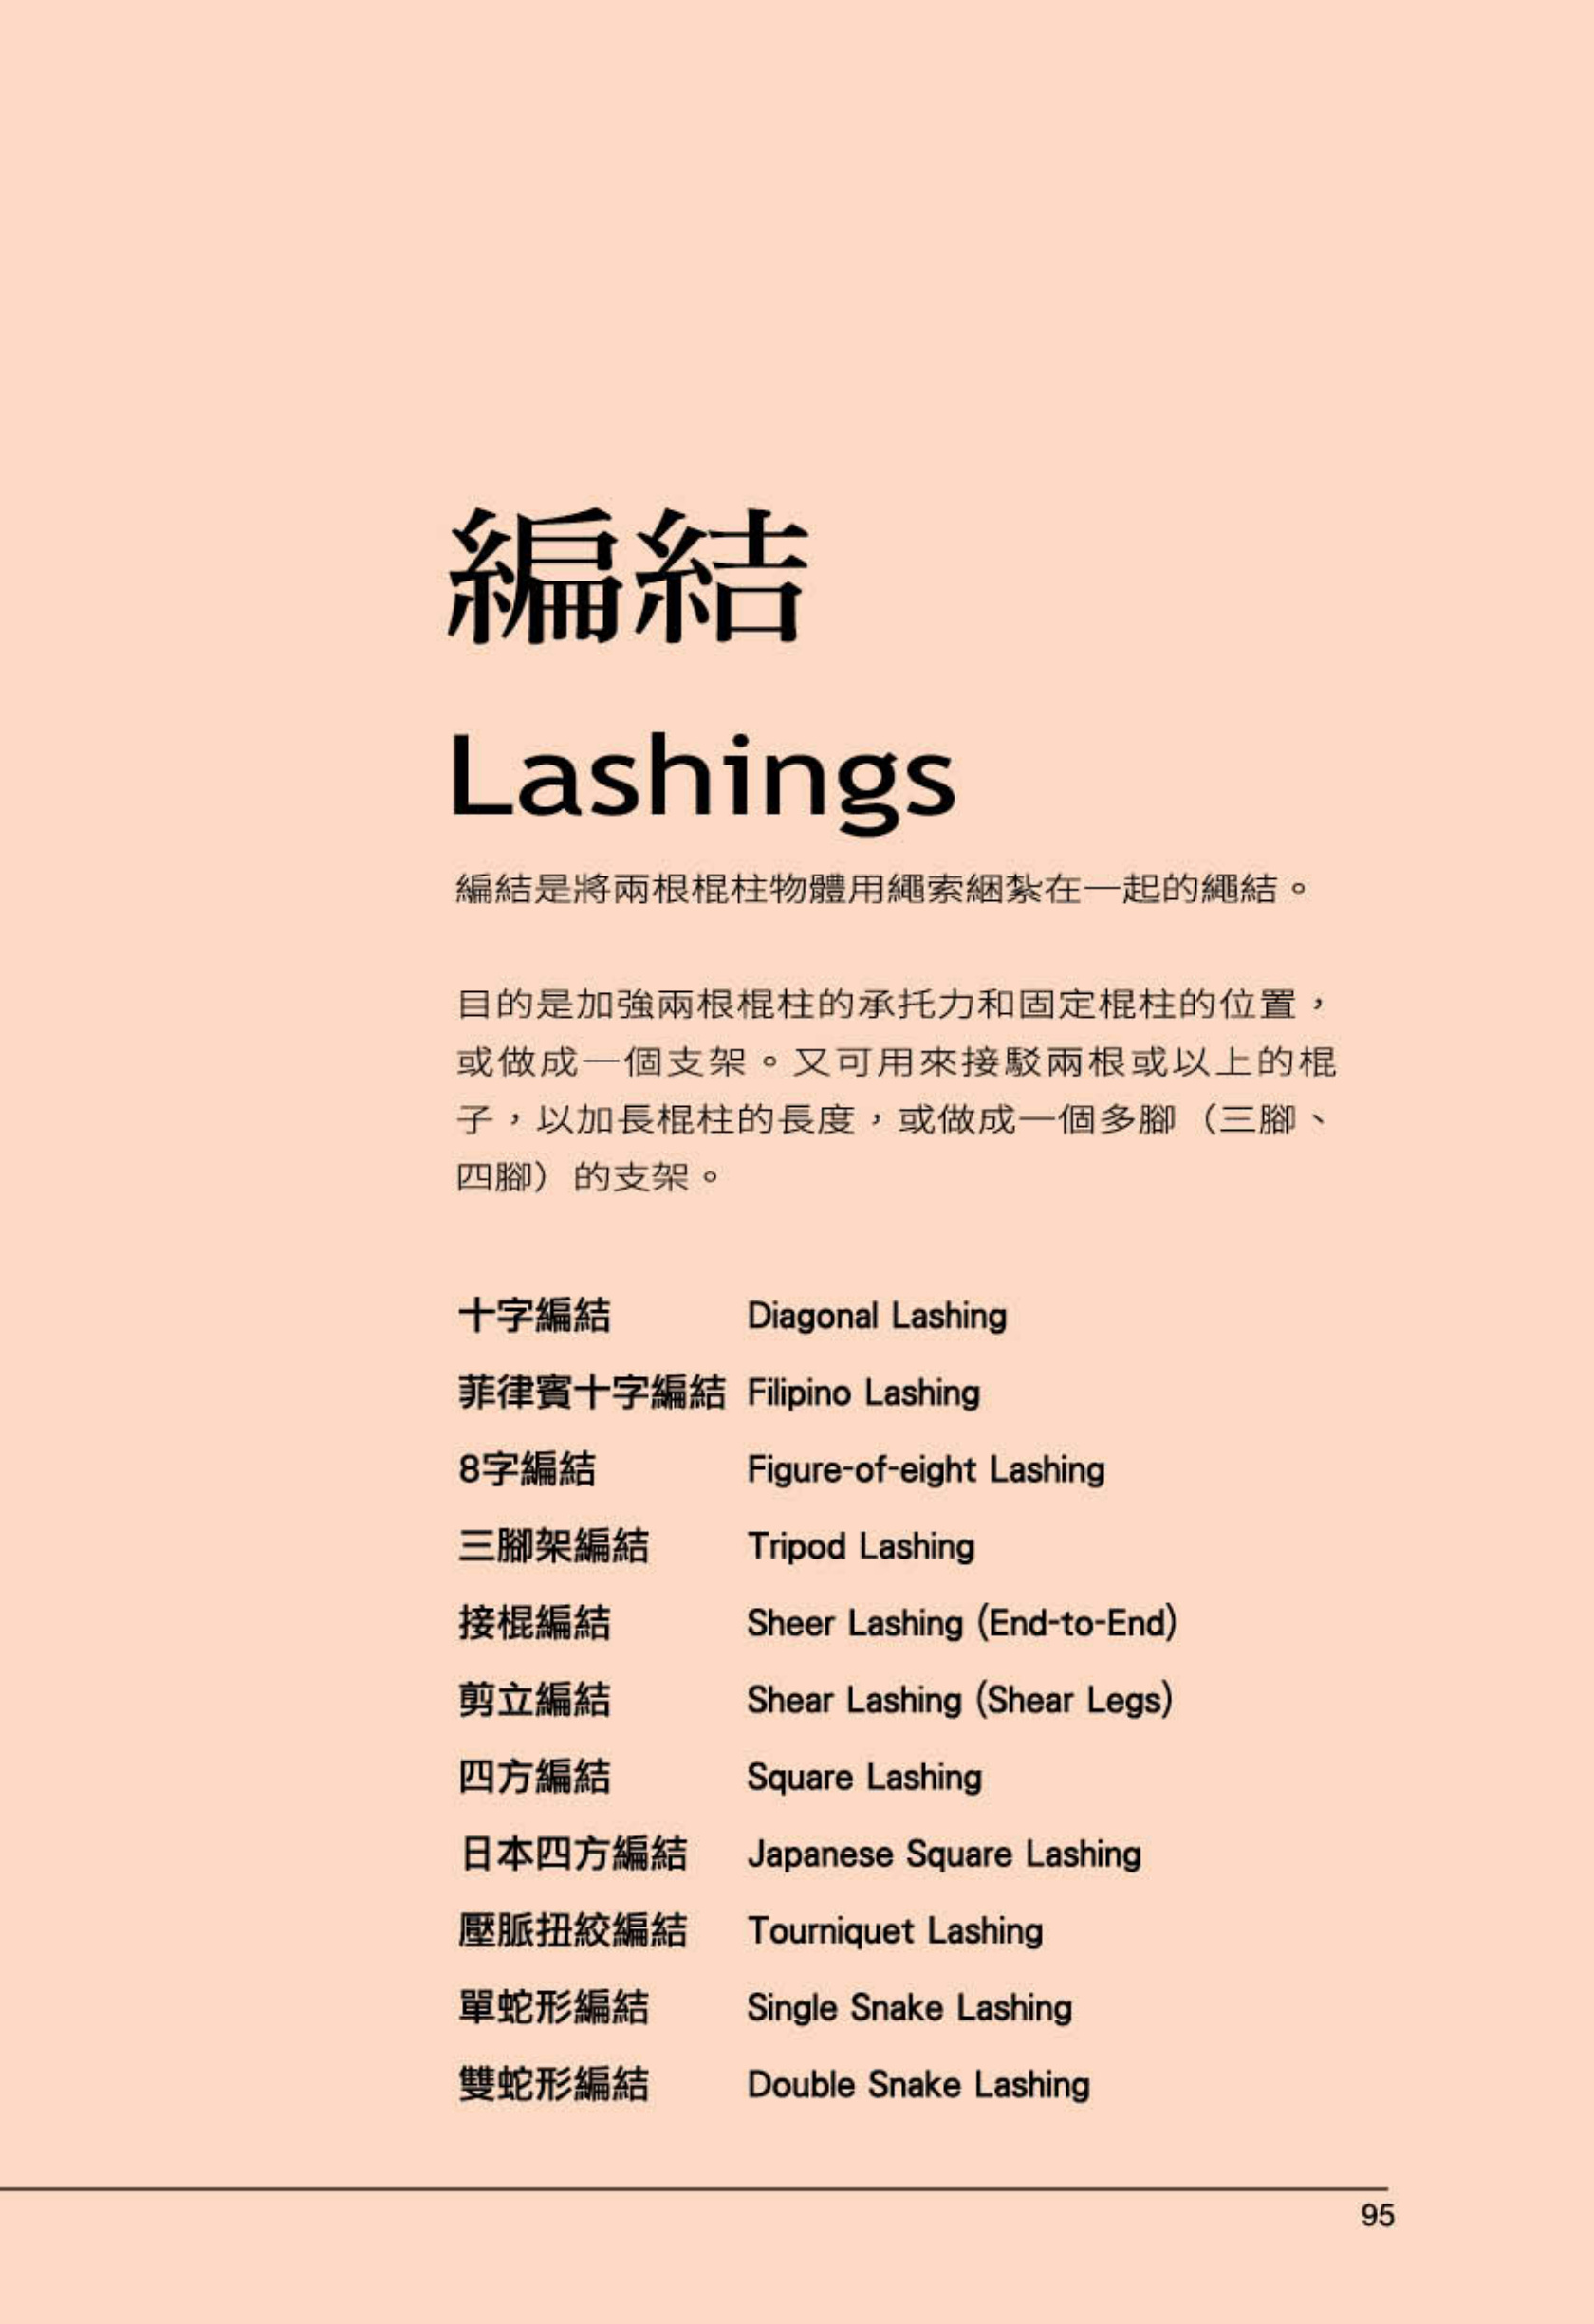 編結
Lashings
編結是將兩根棍柱物體用繩索綑紮在一起的繩結。
目的是加強兩根棍柱的承托力和固定棍柱的位置，
或做成一個支架。又可用來接駁兩根或以上的棍
子，以加長棍柱的長度，或做成一個多腳（三腳、
四腳）的支架。
十字編結 Diagonal Lashing
菲律賓十字編結 Filipino Lashing
8字編結 Figure-of-eight Lashing
三腳架編結 Tripod Lashing
接棍編結 Sheer Lashing (End-to-End)
剪立編結 Shear Lashing (Shear Legs)
四方編結 Square Lashing
日本四方編結 Japanese Square Lashing
壓脈扭絞編結 Tourniquet Lashing
單蛇形編結 Single Snake Lashing
雙蛇形編結 Double Snake Lashing
95